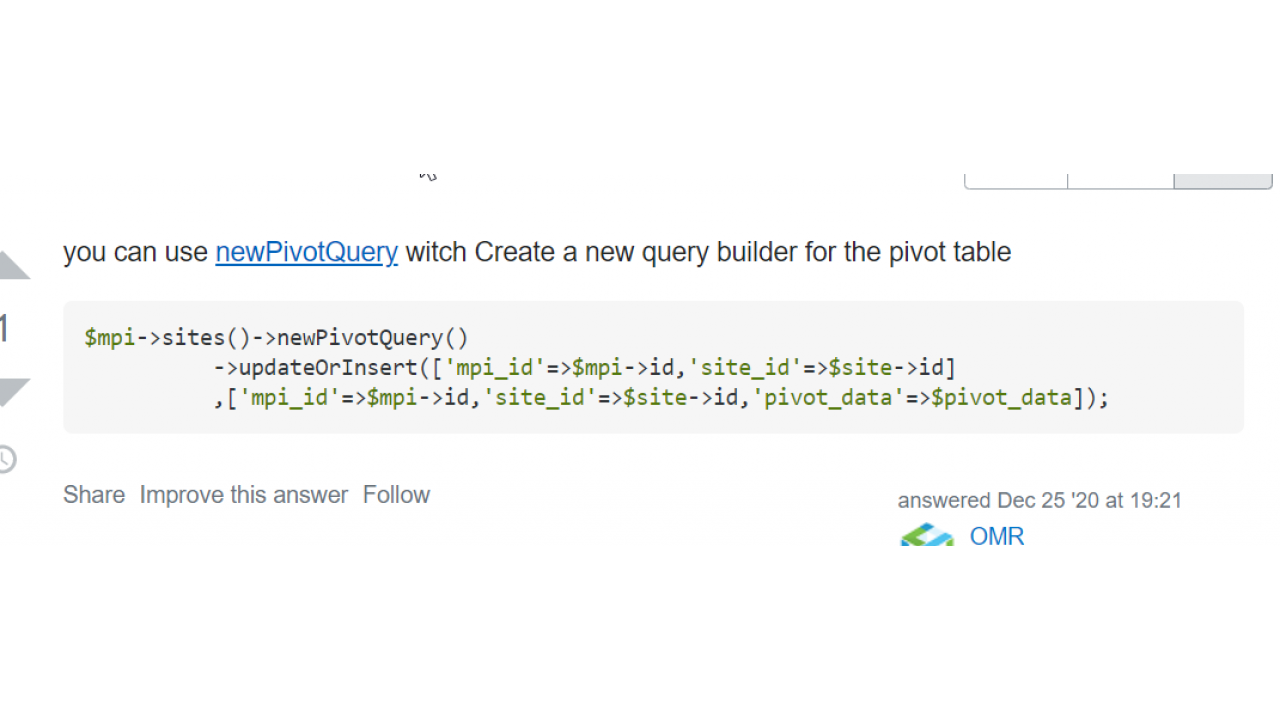 you can use newPivotQuery witch Create a new query builder for the pivot table
1
$mpi->sites()->newPivotQuery()
->updateOrInsert(['mpi_id'=>$mpi->id,'site_id'=>$site->id]
,['mpi_id'=>$mpi->id,'site_id'=>$site->id,'pivot_data'=>$pivot_data]);
Share Improve this answer Follow
answered Dec 25 '20 at 19:21
OMR